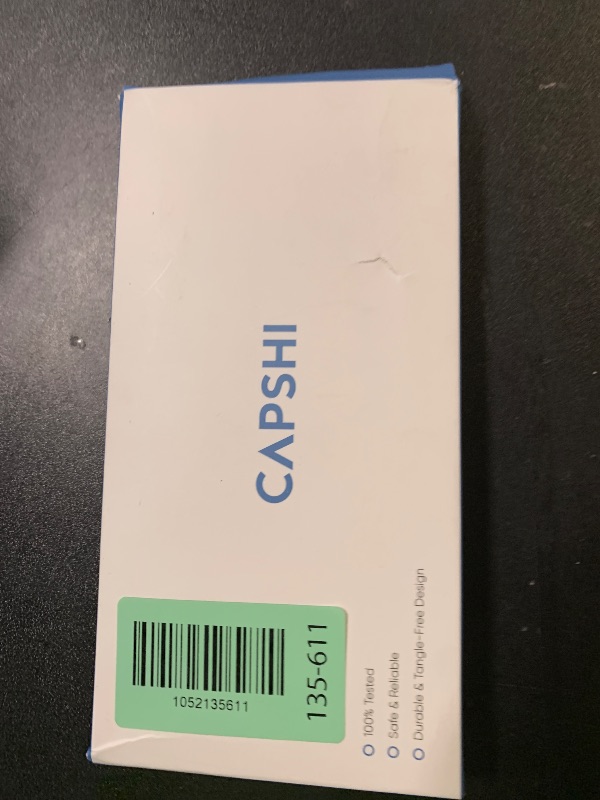 CAPSHI
100% Tested
Safe & Reliable
Durable & Tangle-Free Design
1052135611
135-611